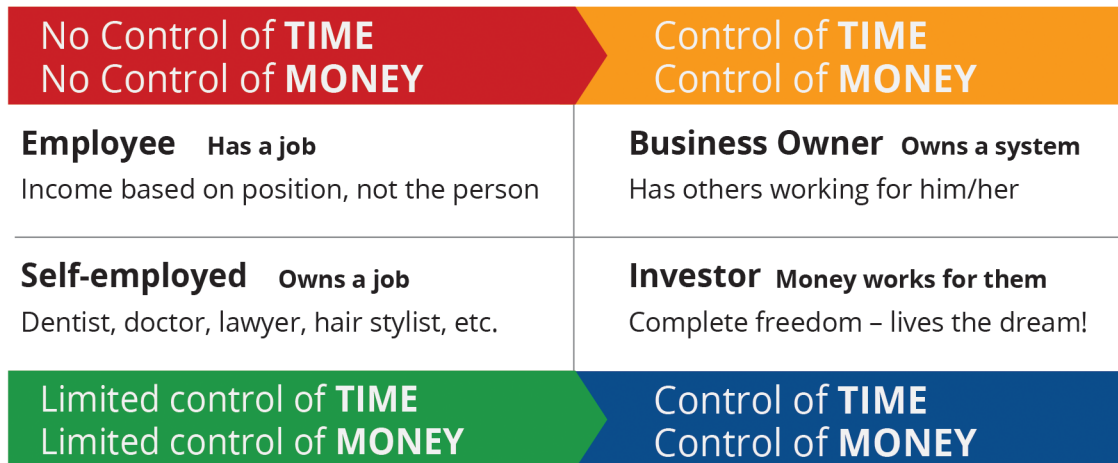 No Control of TIME
No Control of MONEY
Control of TIME
Control of MONEY
Employee Has a job
Income based on position, not the person
Business Owner Owns a system
Has others working for him/her
Self-employed Owns a job
Dentist, doctor, lawyer, hair stylist, etc.
Investor Money works for them
Complete freedom – lives the dream!
Limited control of TIME
Limited control of MONEY
Control of TIME
Control of MONEY